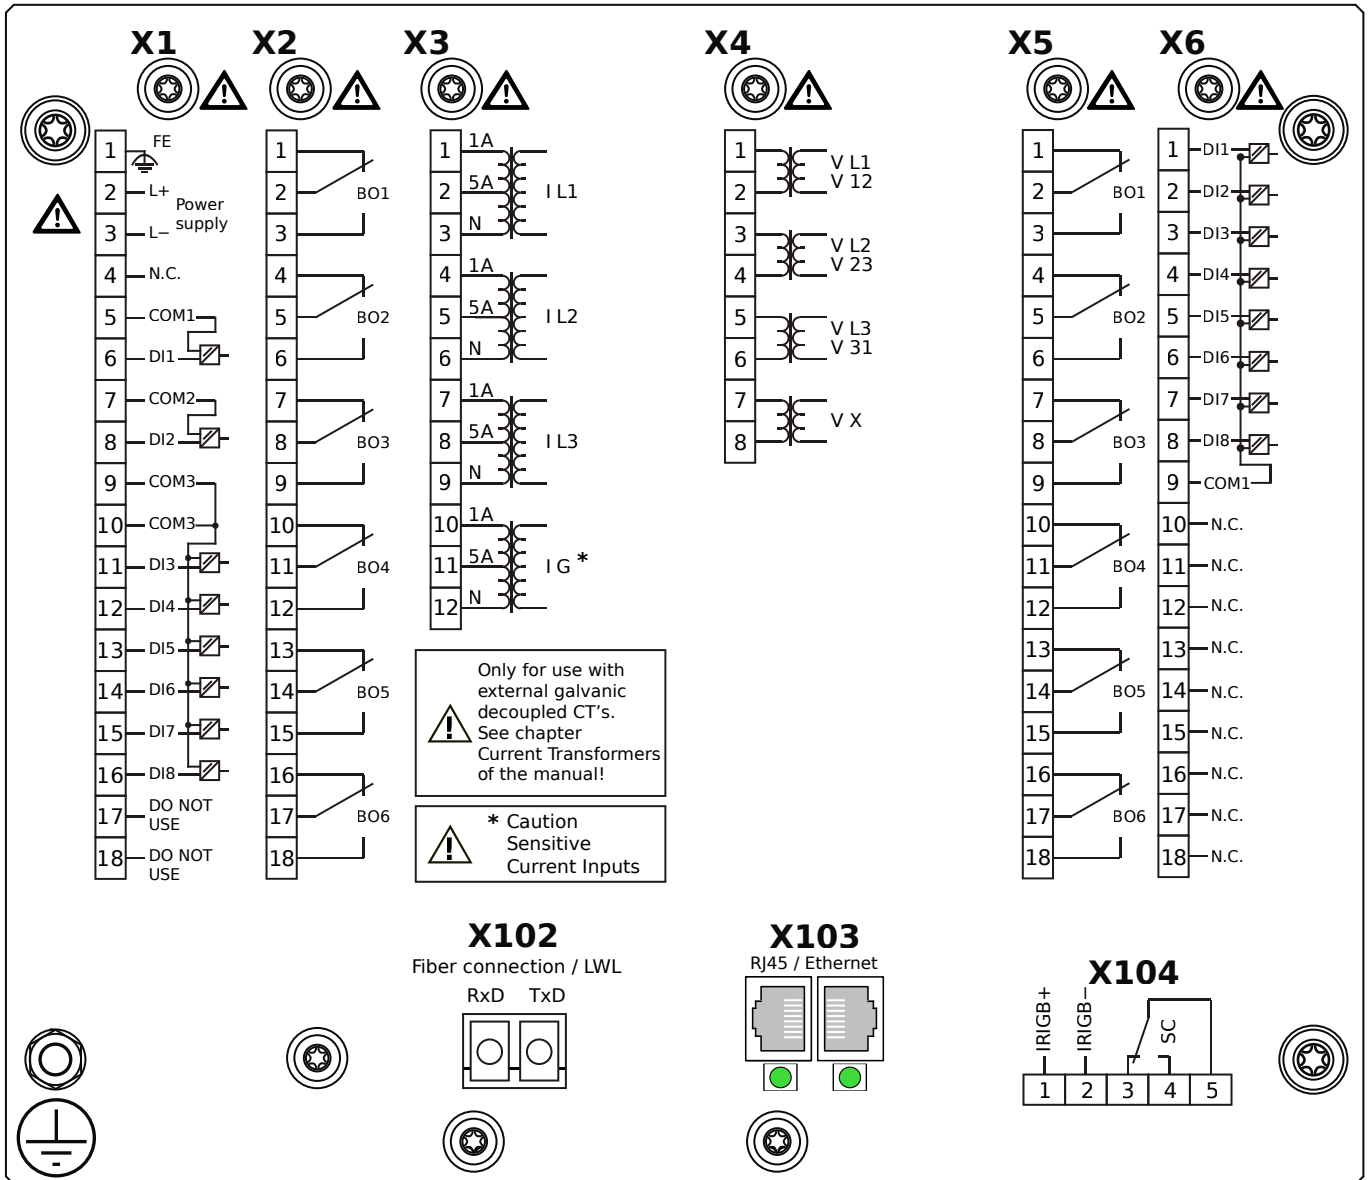 X1 X2 X3 X4 X5 X6
1 FE
2 L+
Power
supply
3 L−
4 N.C.
5 COM1
6 DI1
7 COM2
8 DI2
9 COM3
10 COM3
11 DI3
12 DI4
13 DI5
14 DI6
15 DI7
16 DI8
17 DO NOT
USE
18 DO NOT
USE
1
2 BO1
3
4
5 BO2
6
7
8 BO3
9
10
11 BO4
12
13
14 BO5
15
16
17 BO6
18
1 1A
2 5A I L1
3 N
4 1A
5 5A I L2
6 N
7 1A
8 5A I L3
9 N
10 1A
11 5A I G *
12 N
Only for use with
external galvanic
decoupled CT's.
See chapter
Current Transformers
of the manual!
* Caution
Sensitive
Current Inputs
1 V L1
2 V 12
3 V L2
4 V 23
5 V L3
6 V 31
7 V X
8
1
2 BO1
3
4
5 BO2
6
7
8 BO3
9
10
11 BO4
12
13
14 BO5
15
16
17 BO6
18
1 DI1
2 DI2
3 DI3
4 DI4
5 DI5
6 DI6
7 DI7
8 DI8
9 COM1
10 N.C.
11 N.C.
12 N.C.
13 N.C.
14 N.C.
15 N.C.
16 N.C.
17 N.C.
18 N.C.
X102
Fiber connection / LWL
RxD TxD
X103
RJ45 / Ethernet
X104
IRIGB+ IRIGB− SC
1 2 3 4 5